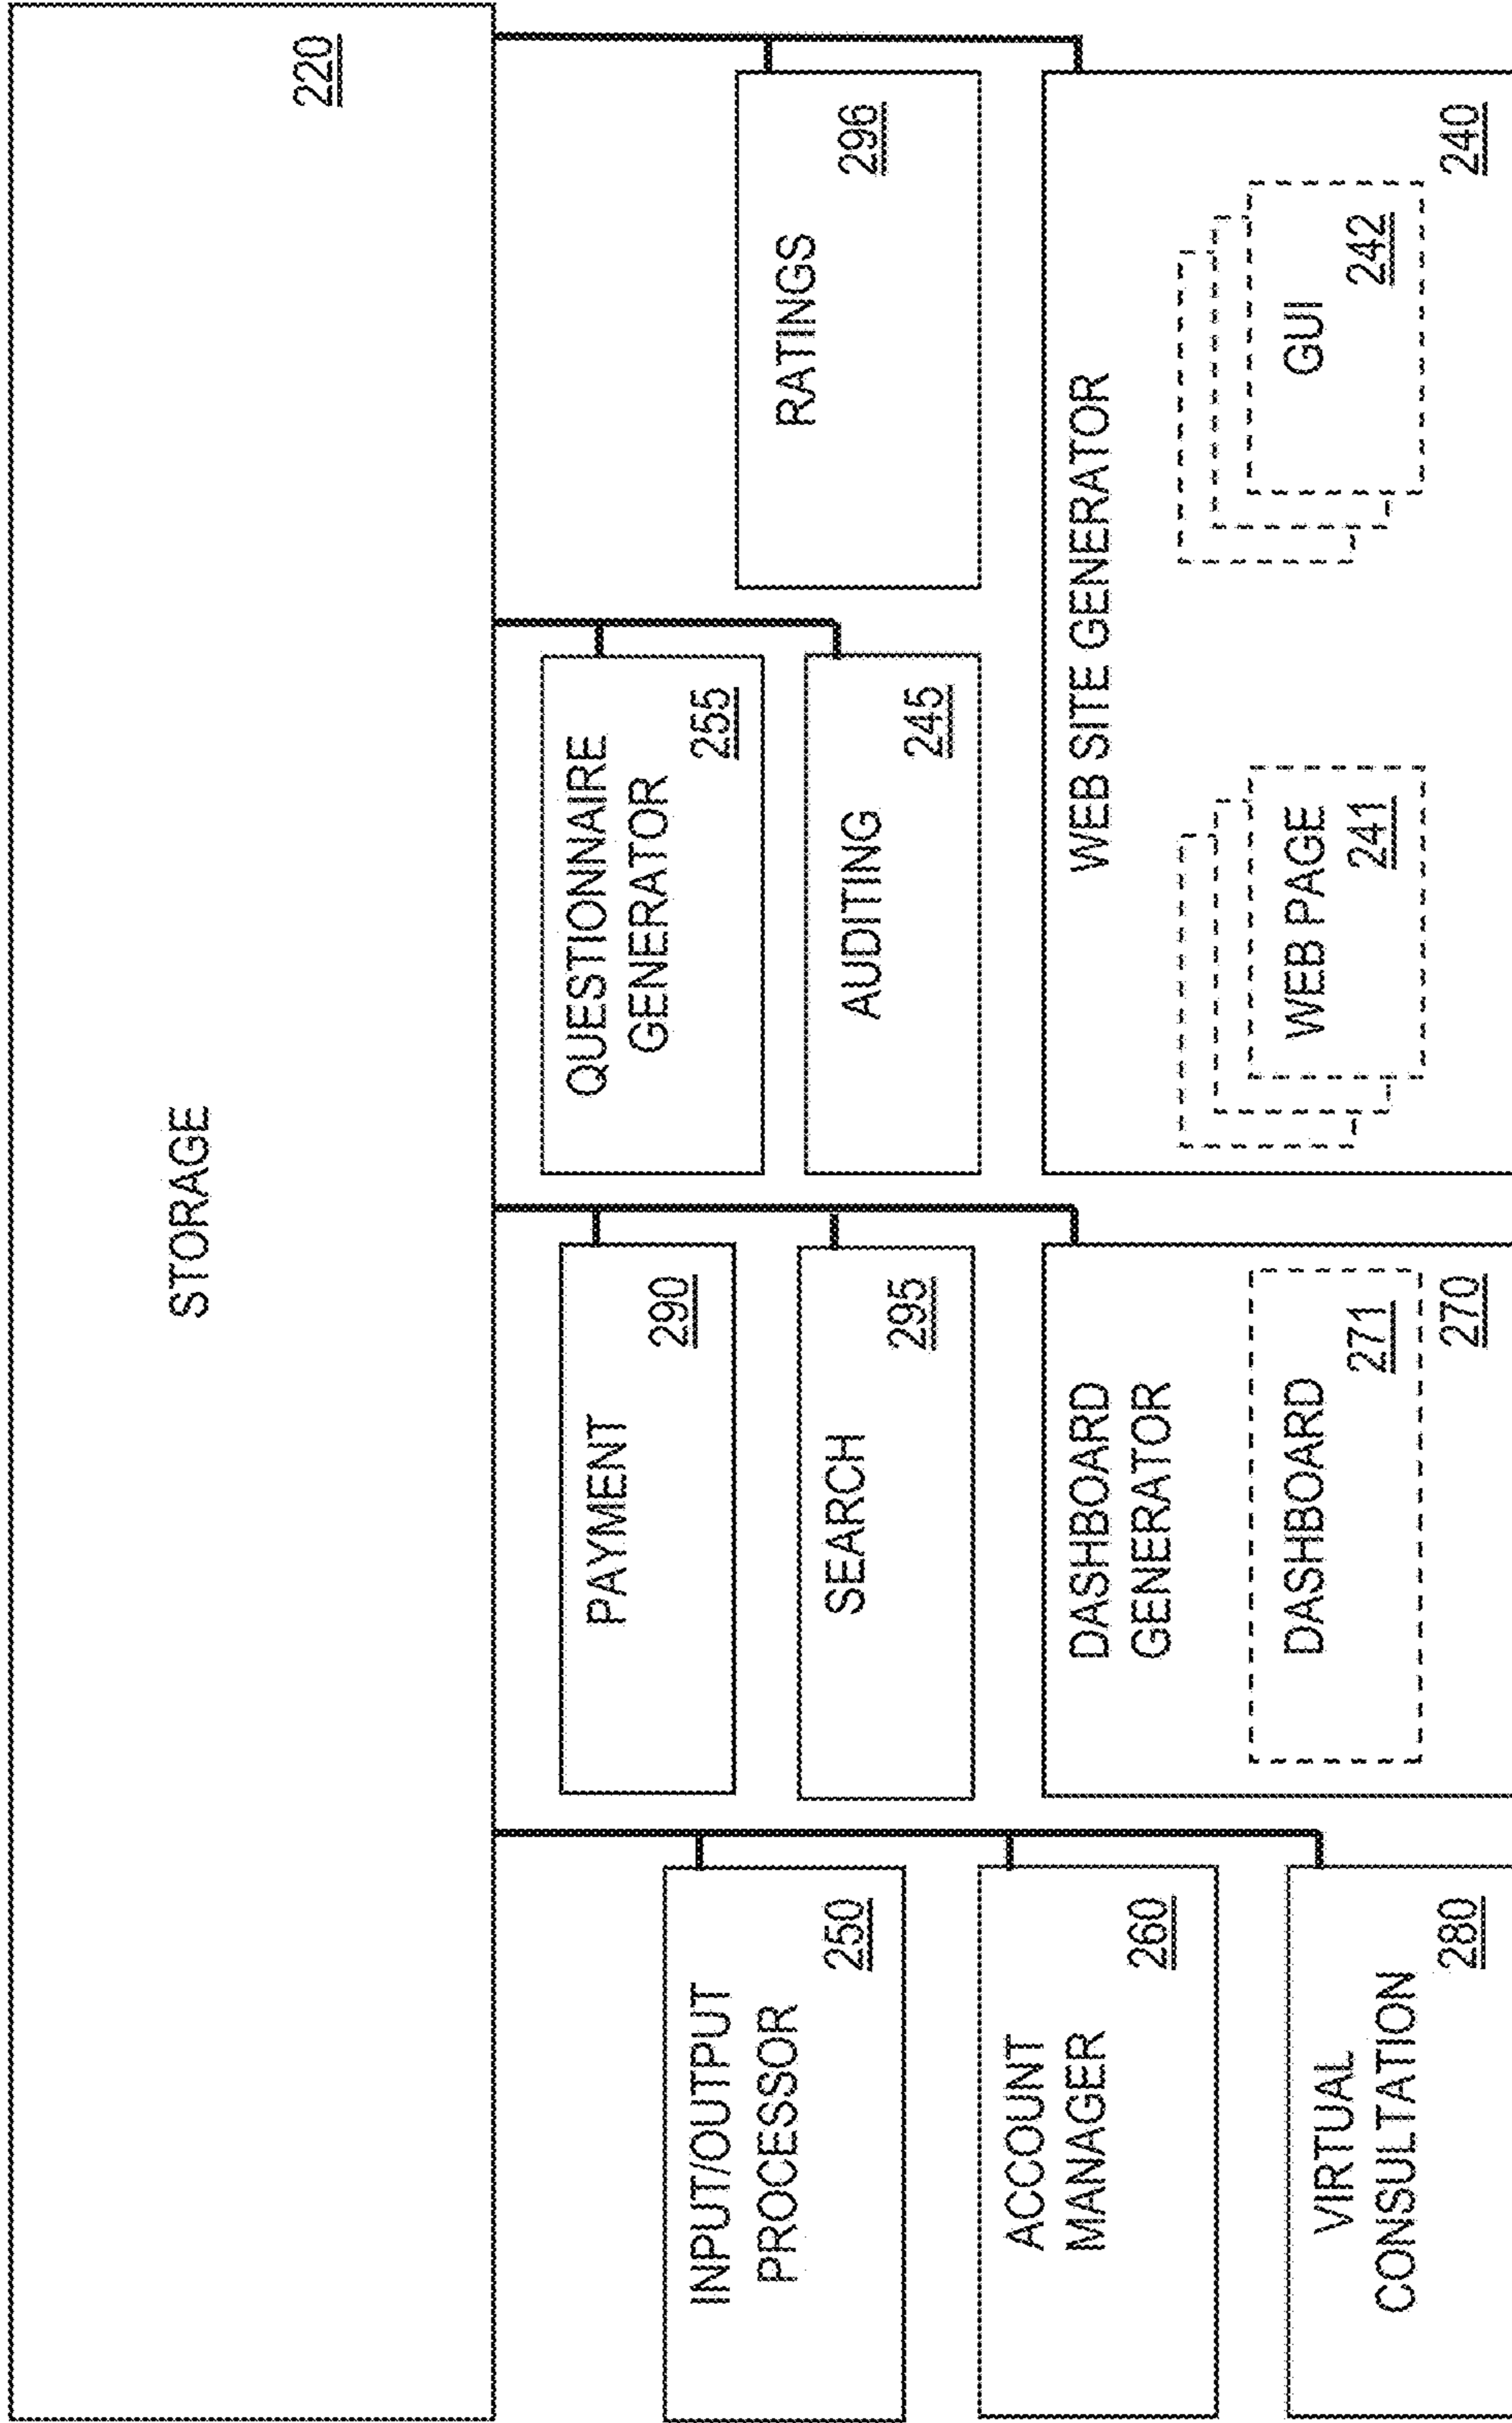 STORAGE
220
INPUT/OUTPUT
PROCESSOR
250
ACCOUNT
MANAGER
260
VIRTUAL
CONSULTATION
280
PAYMENT
290
SEARCH
295
DASHBOARD
GENERATOR
DASHBOARD
271
270
QUESTIONNAIRE
GENERATOR
255
AUDITING
245
RATINGS
296
WEB SITE GENERATOR
WEB PAGE
241
GUI
242
240